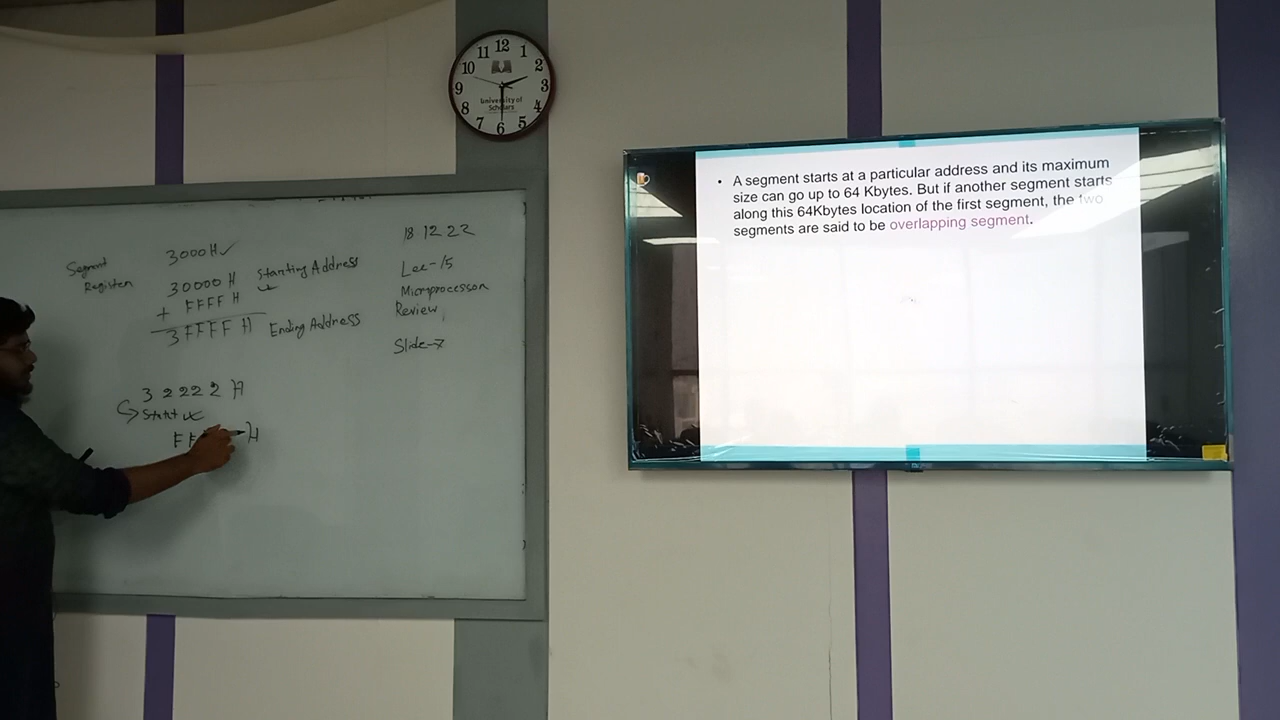 12 1 2 3 4 5 6 7 8 9 10 11
University of
Scholars
3000H✓
Segment
Register
30000 H Starting Address
+ FFFF H
3FFFF H Ending Address
32222 H
Start
H
18 12 22
Lec-15
Microprocessor
Review
Slide-7
• A segment starts at a particular address and its maximum
size can go up to 64 Kbytes. But if another segment starts
along this 64Kbytes location of the first segment, the two
segments are said to be overlapping segment.